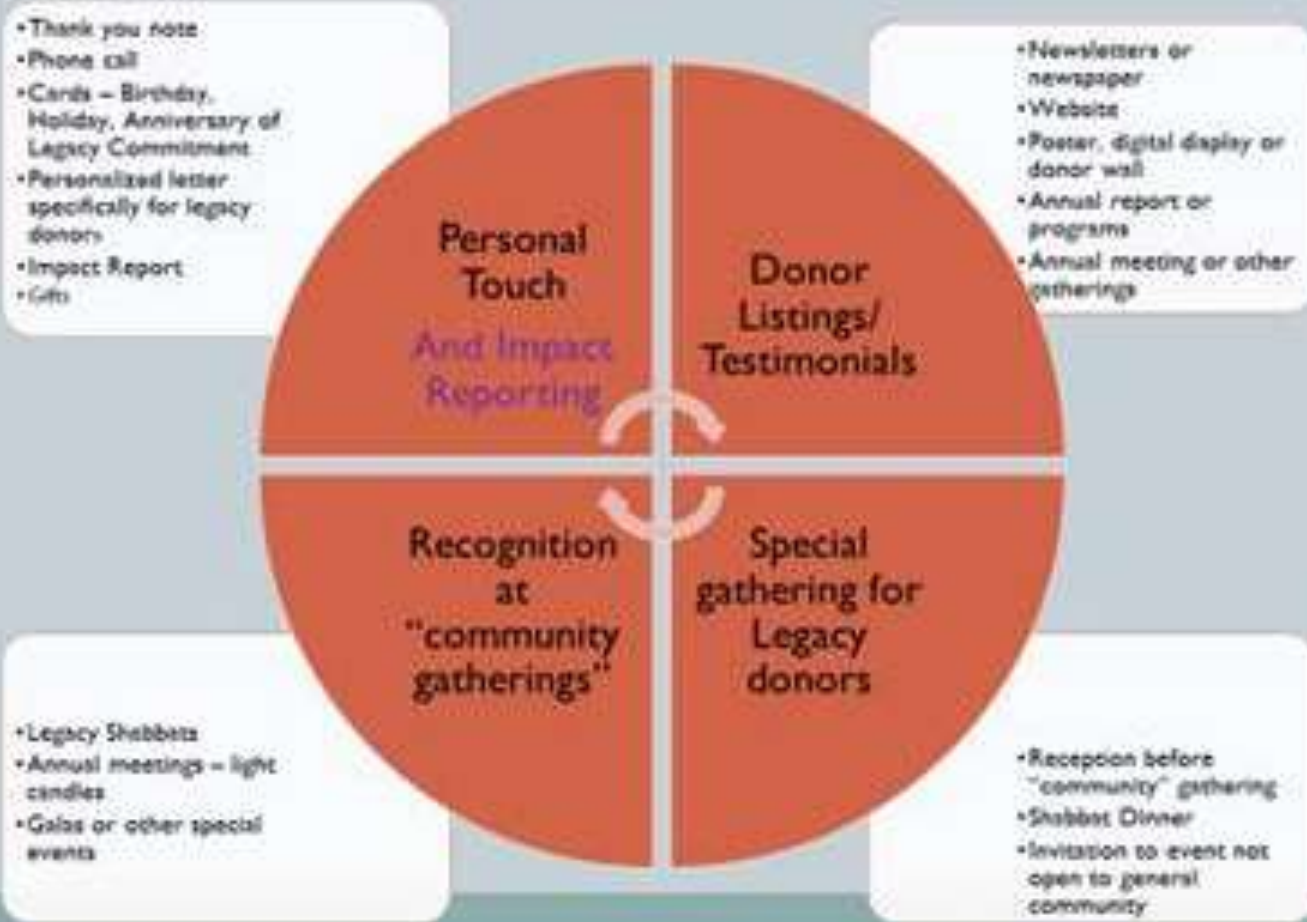 •Thank you note
•Phone call
•Cards – Birthday,
Holiday, Anniversary of
Legacy Commitment
•Personalized letter
specifically for legacy
donors
•Impact Report
•Gifts
Personal
Touch
And Impact
Reporting
Donor
Listings/
Testimonials
•Newsletters or
newspaper
•Website
•Poster, digital display or
donor wall
•Annual report or
programs
•Annual meeting or other
gatherings
•Legacy Shabbats
•Annual meetings – light
candles
•Galas or other special
events
Recognition
at
"community
gatherings"
Special
gathering for
Legacy
donors
•Reception before
"community" gathering
•Shabbat Dinner
•Invitation to event not
open to general
community